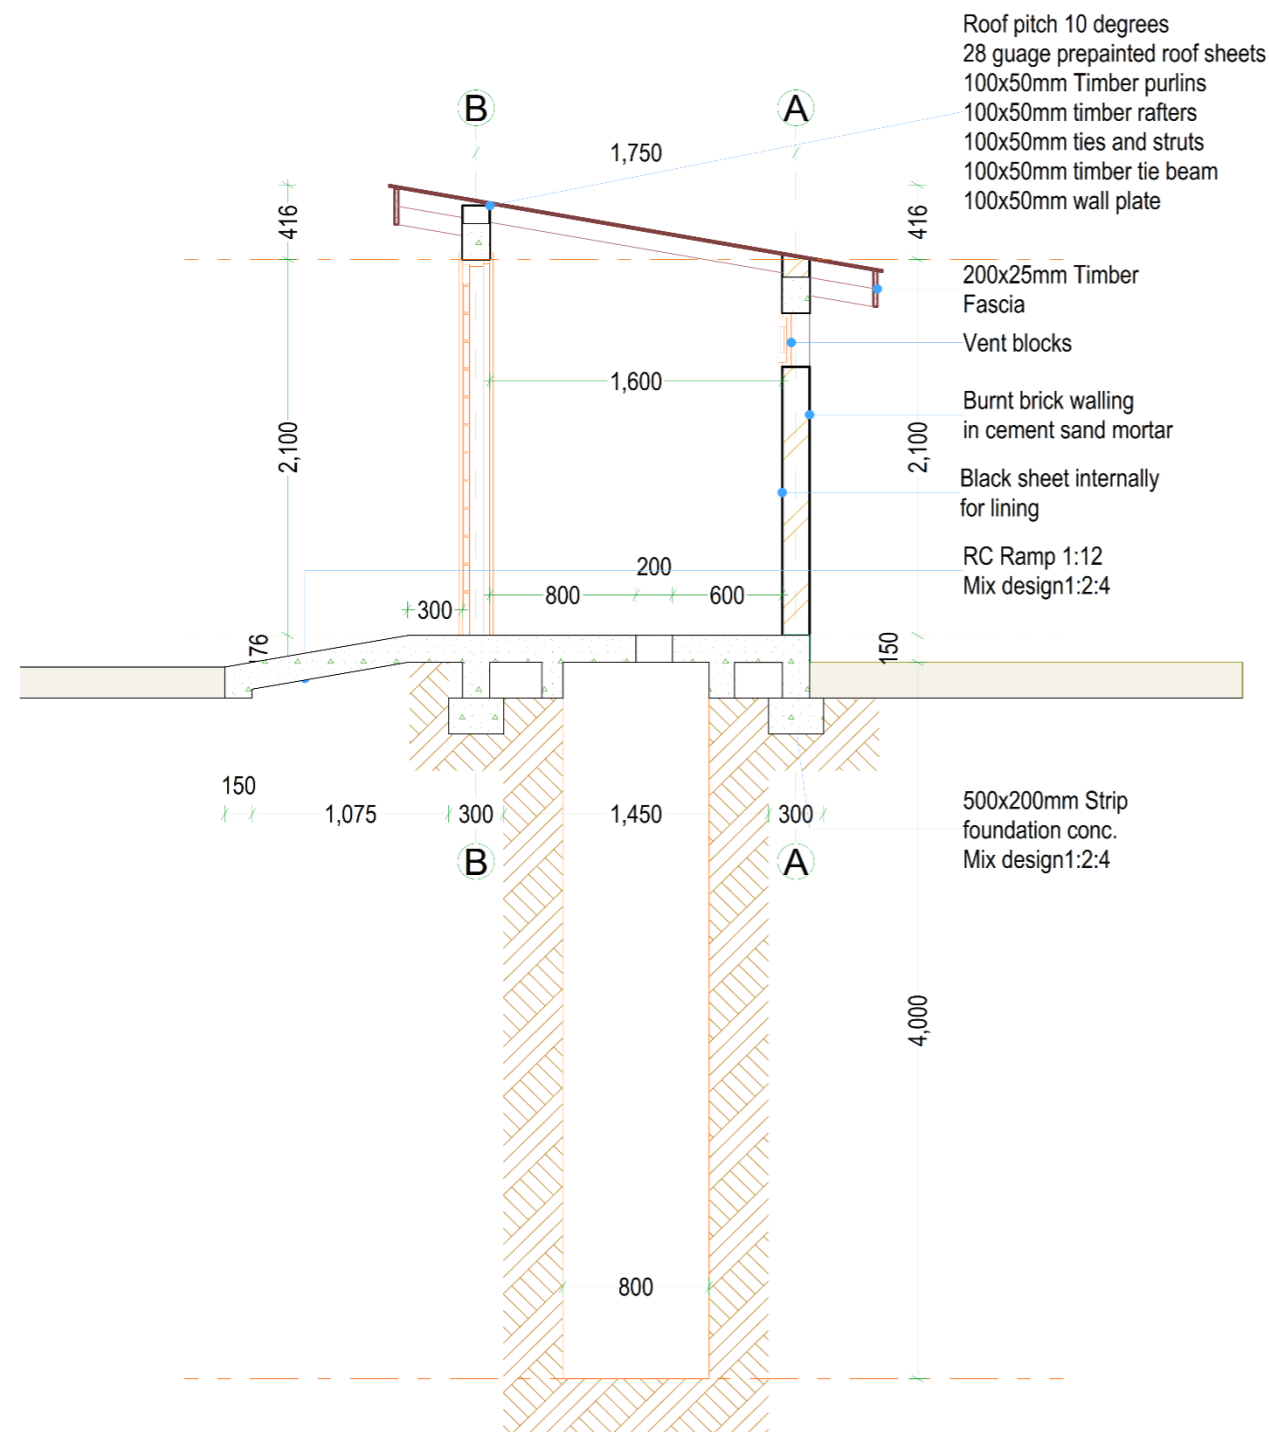 Roof pitch 10 degrees
28 guage prepainted roof sheets
100x50mm Timber purlins
100x50mm timber rafters
100x50mm ties and struts
100x50mm timber tie beam
100x50mm wall plate
B
A
1,750
416
416
200x25mm Timber
Fascia
Vent blocks
1,600
Burnt brick walling
in cement sand mortar
2,100
2,100
Black sheet internally
for lining
RC Ramp 1:12
Mix design1:2:4
200
800
600
300
176
150
150
1,075
300
1,450
300
500x200mm Strip
foundation conc.
Mix design1:2:4
B
A
4,000
800